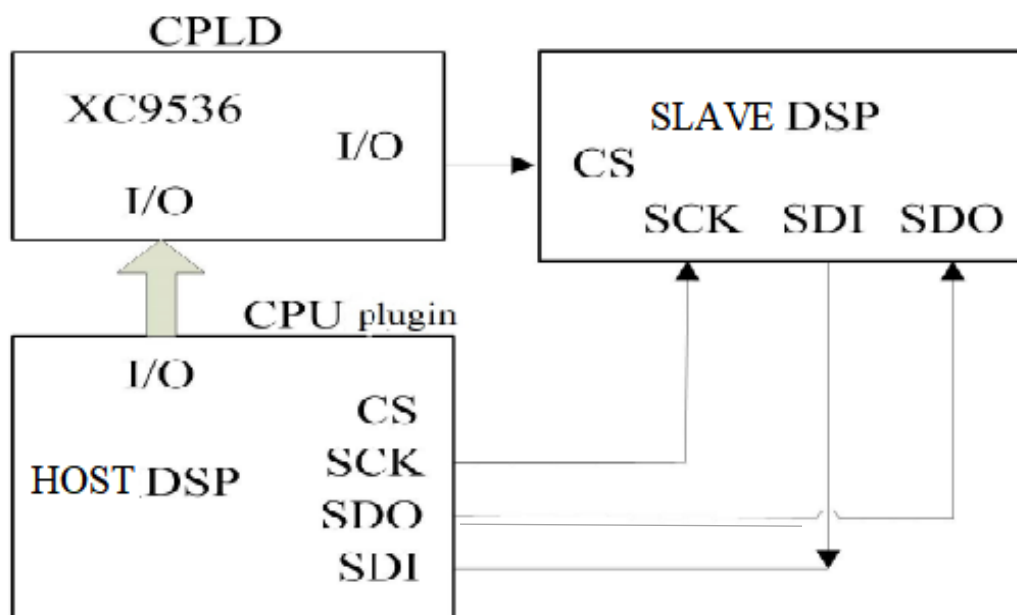 CPLD
XC9536
I/O
I/O
SLAVE DSP
CS
SCK SDI SDO
CPU plugin
I/O
CS
SCK
HOST DSP
SDO
SDI